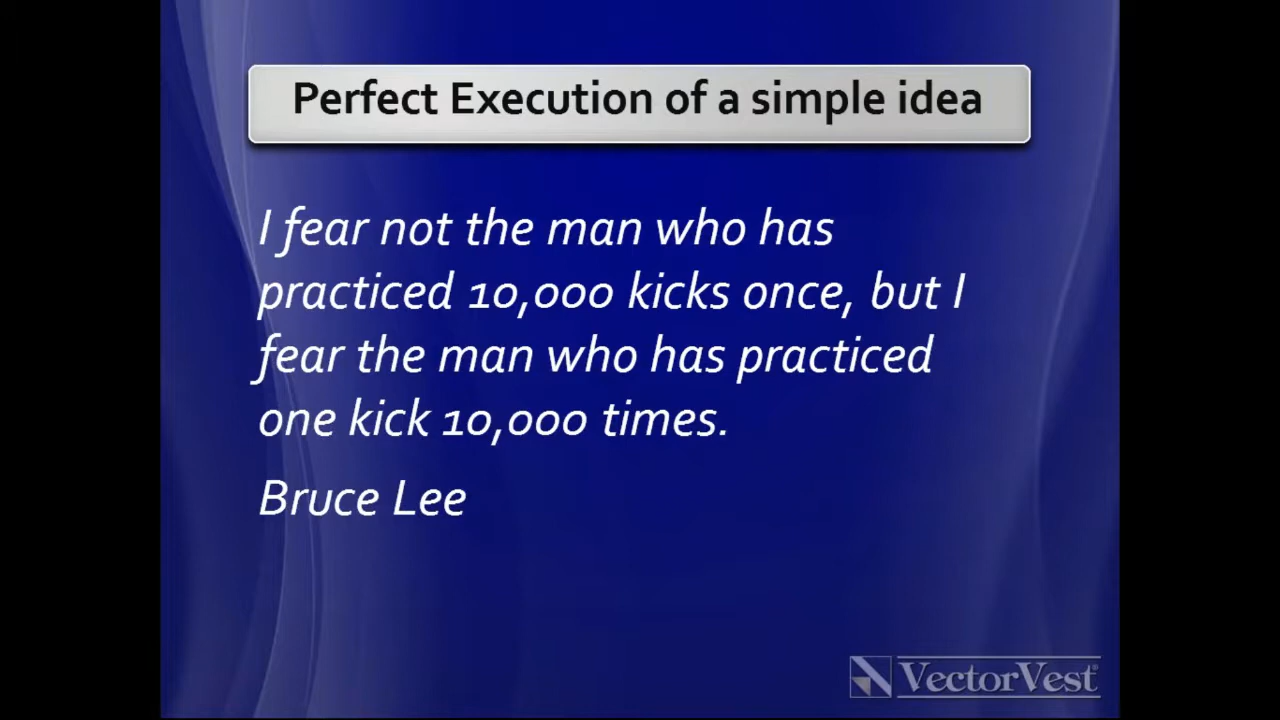 Perfect Execution of a simple idea
I fear not the man who has
practiced 10,000 kicks once, but I
fear the man who has practiced
one kick 10,000 times.
Bruce Lee
VectorVest®